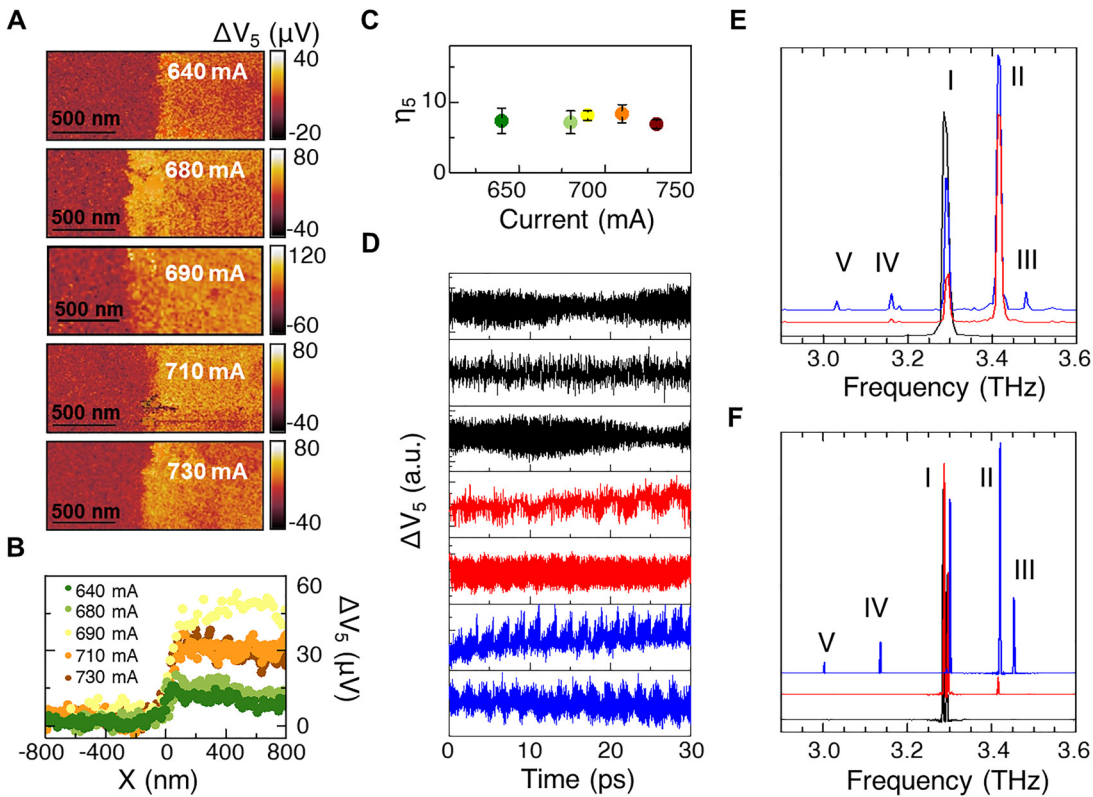 A
ΔV5 (μV)
640 mA
500 nm
40
-20
680 mA
500 nm
80
-40
690 mA
500 nm
120
-60
710 mA
500 nm
80
-40
730 mA
500 nm
80
-40
B
640 mA
680 mA
690 mA
710 mA
730 mA
60
30
0
ΔV5 (μV)
-800 -400 0 400 800
X (nm)
C
η5
10
0
650 700 750
Current (mA)
D
ΔV5 (a.u.)
0 10 20 30
Time (ps)
E
I
II
III
IV
V
3.0 3.2 3.4 3.6
Frequency (THz)
F
I
II
III
IV
V
3.0 3.2 3.4 3.6
Frequency (THz)